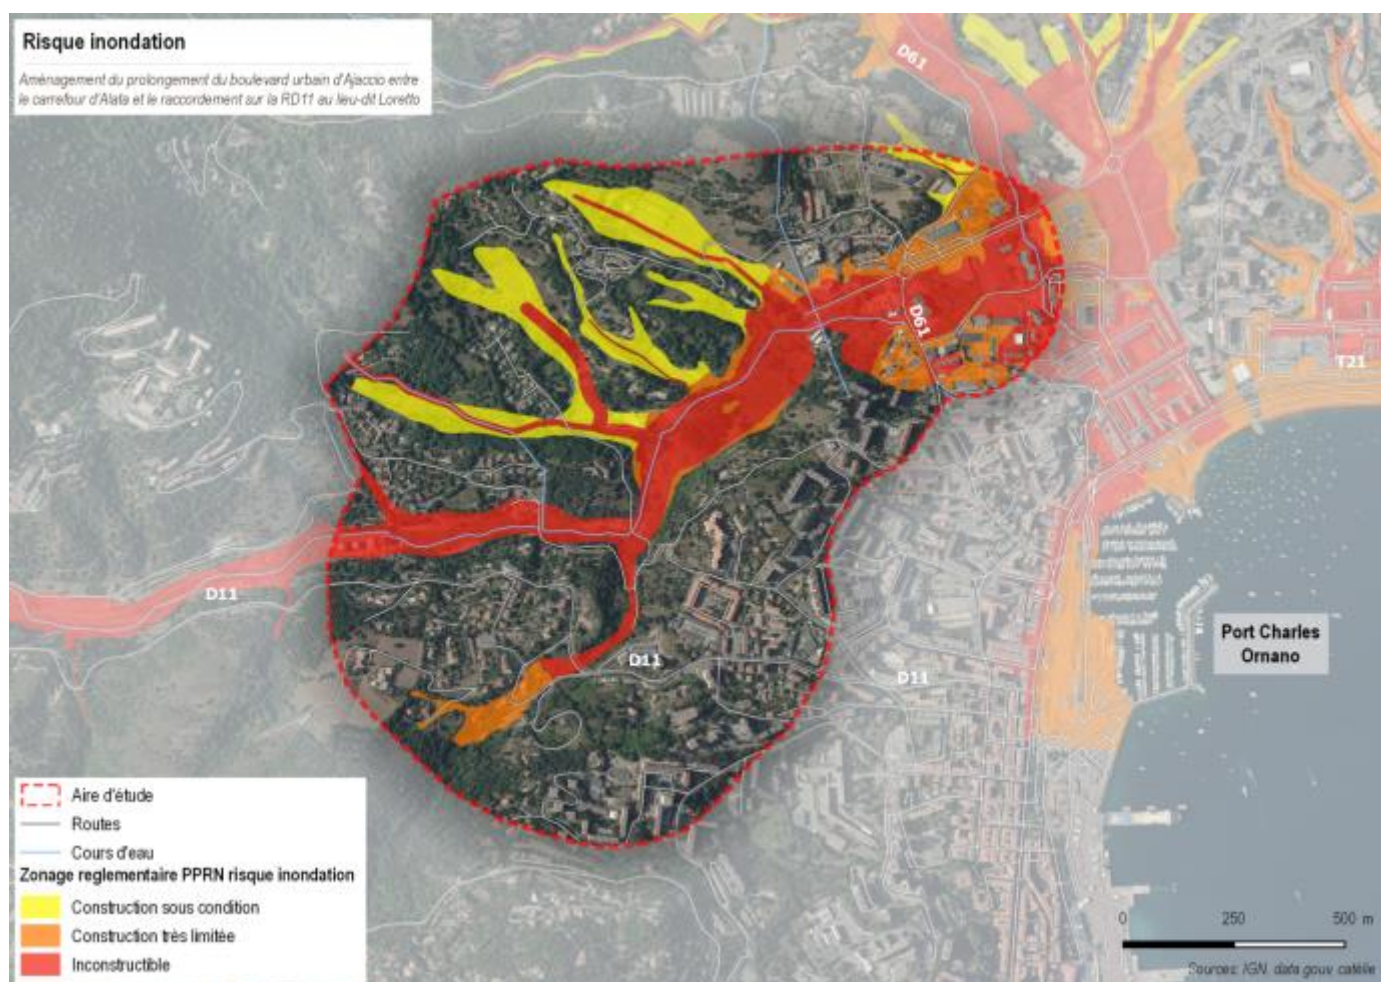 Risque inondation
Aménagement du prolongement du boulevard urbain d'Ajaccio entre
le carrefour d'Alata et le raccordement sur la RD11 au lieu-dit Loretto
D61
D61
T21
D11
D11
D11
Port Charles
Ornano
Aire d'étude
Routes
Cours d'eau
Zonage reglementaire PPRN risque inondation
Construction sous condition
Construction très limitée
Inconstructible
0 250 500 m
Sources: IGN, data gouv, catélie